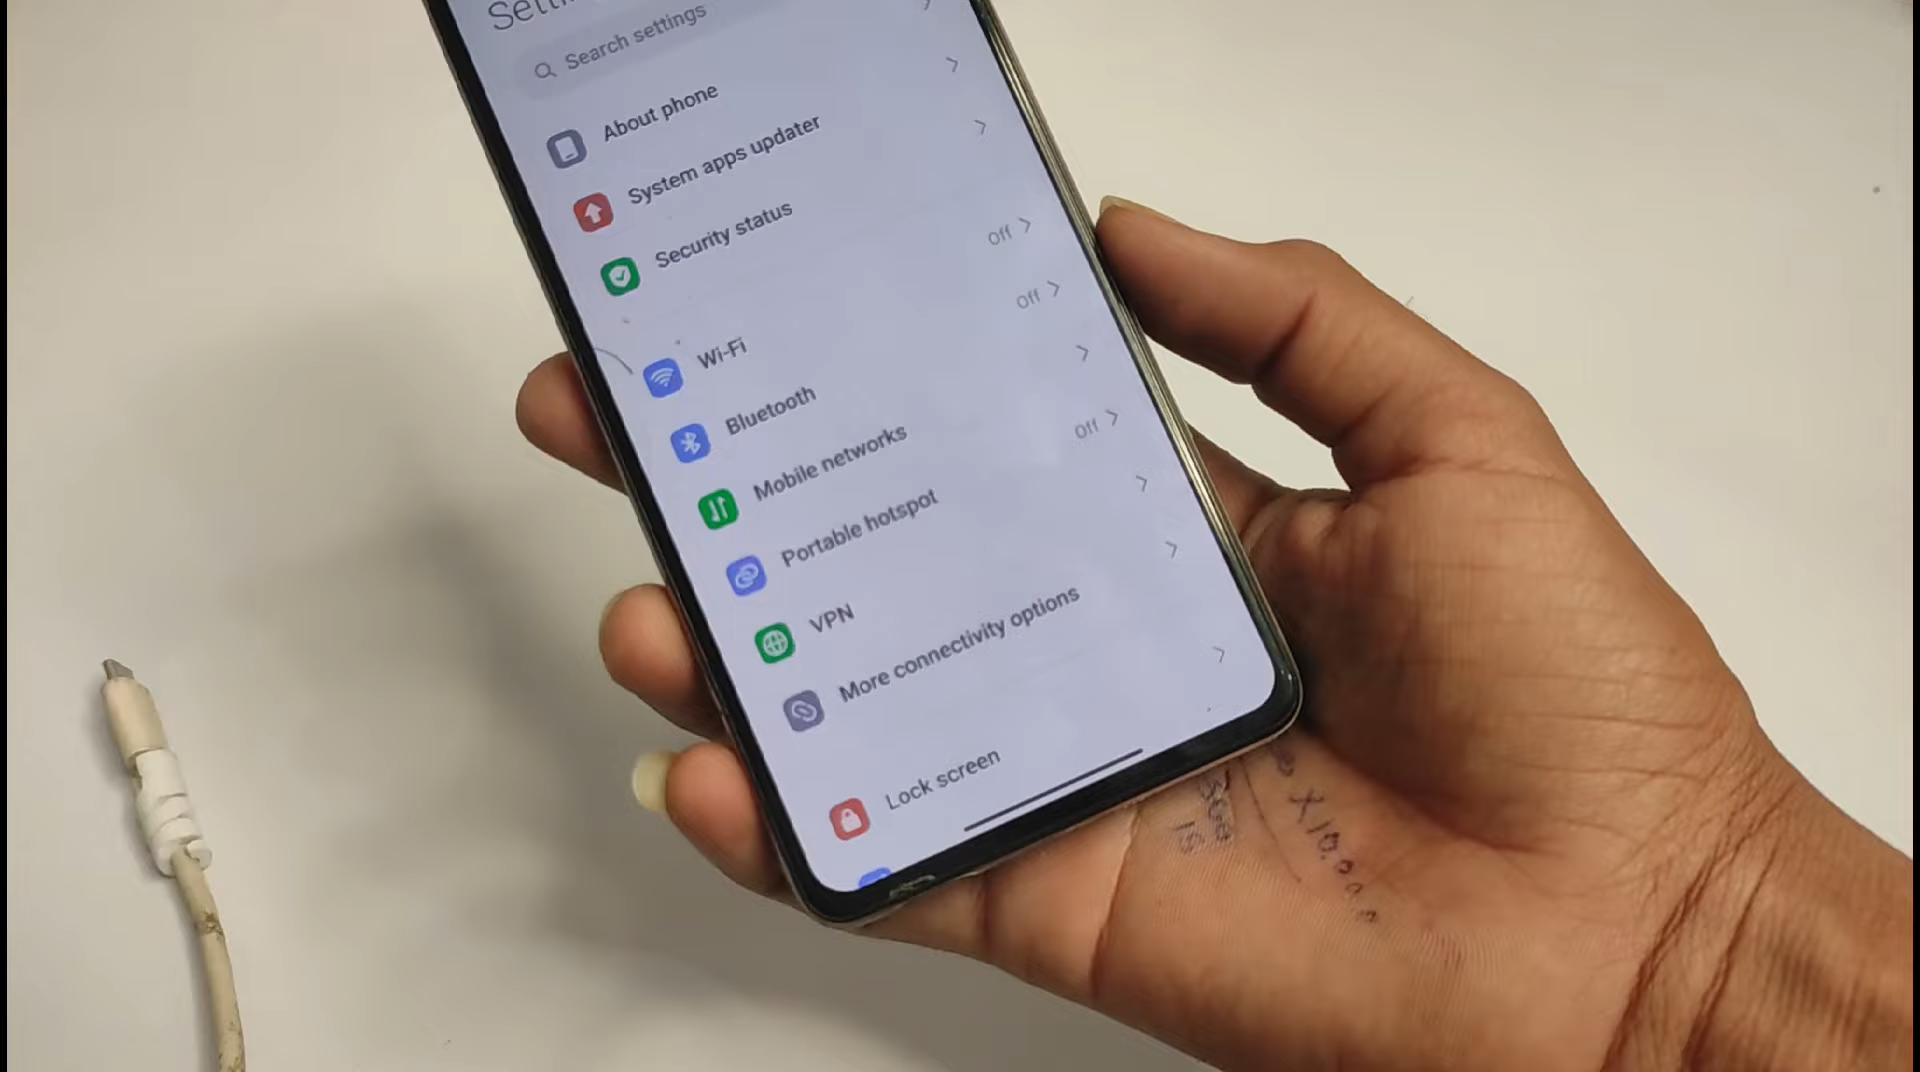 Search settings
About phone
System apps updater
Security status
Wi-Fi
Off
Bluetooth
Off
Mobile networks
Portable hotspot
Off
VPN
More connectivity options
Lock screen